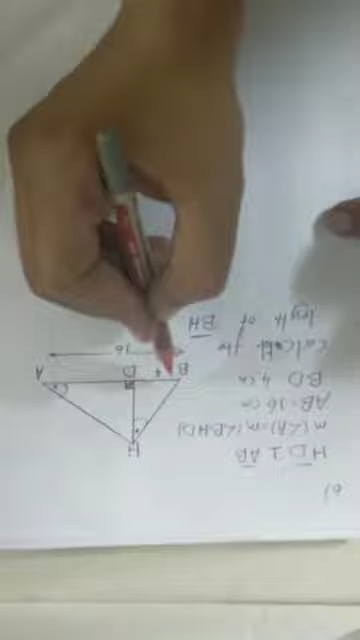 6)
HD ⊥ AB
m(<A)=m(<BHD)
AB=16 cm
BD 4 cm
calculate the
length of BH
H
A D 4 B
16